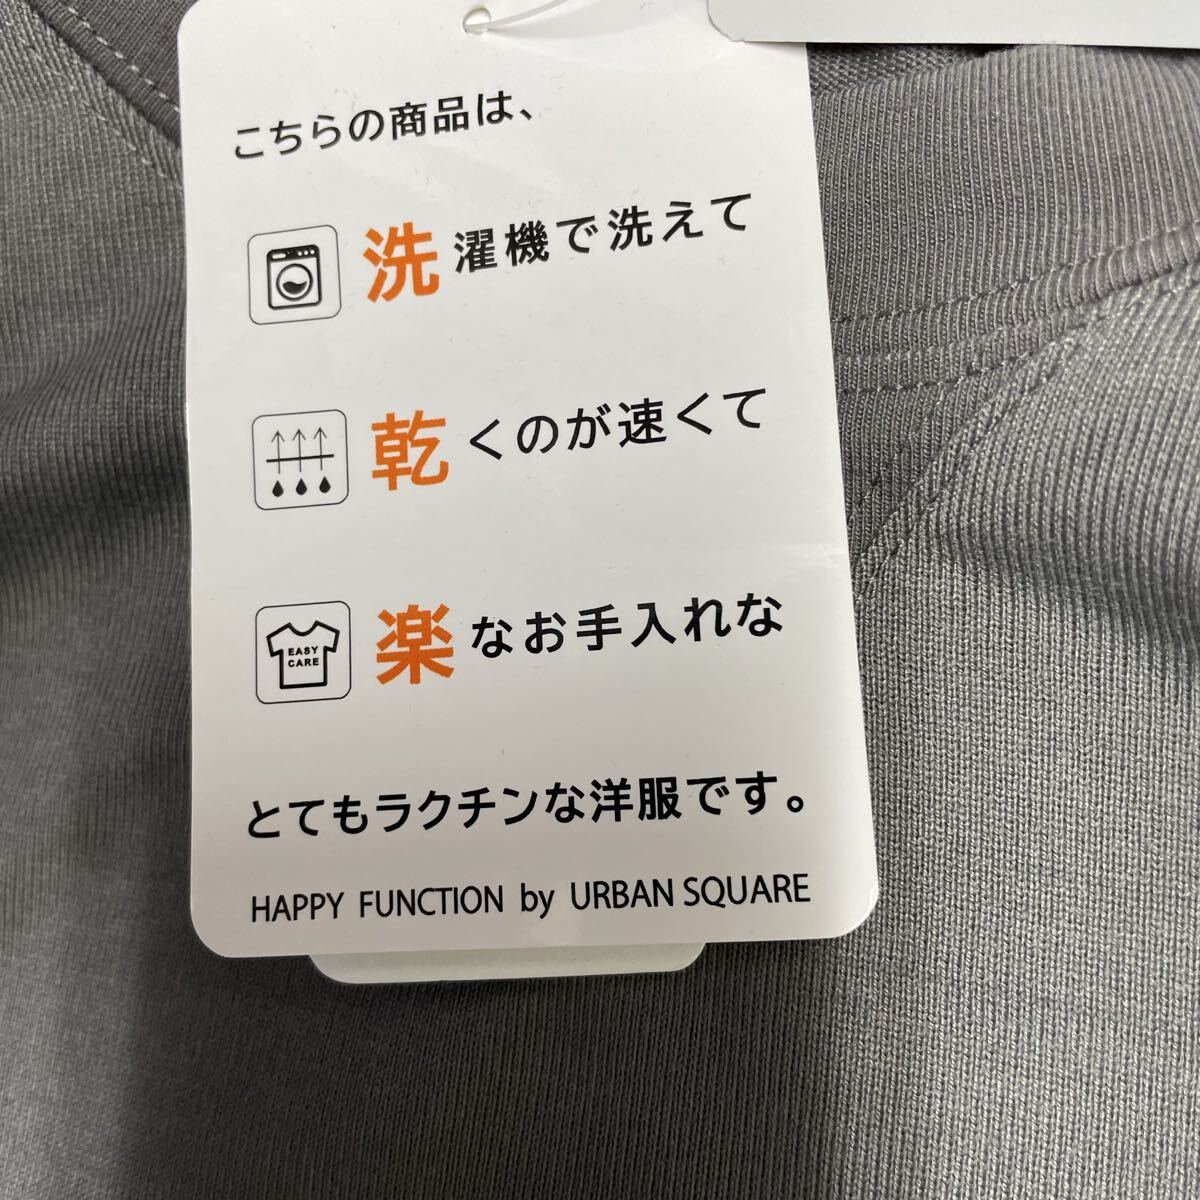 こちらの商品は、
洗濯機で洗えて
乾くのが速くて
EASY
CARE
楽なお手入れな
とてもラクチンな洋服です。
HAPPY FUNCTION by URBAN SQUARE